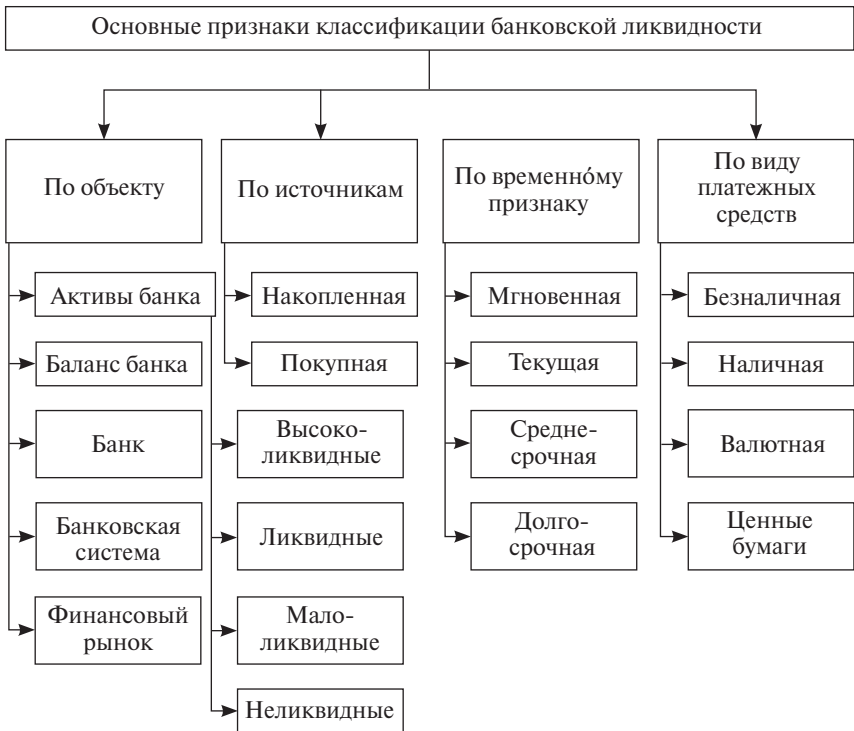 Основные признаки классификации банковской ликвидности
По объекту
По источникам
По временно́му
признаку
По виду
платежных
средств
Активы банка
Баланс банка
Банк
Банковская
система
Финансовый
рынок
Накопленная
Покупная
Высоко-
ликвидные
Ликвидные
Мало-
ликвидные
Неликвидные
Мгновенная
Текущая
Средне-
срочная
Долго-
срочная
Безналичная
Наличная
Валютная
Ценные
бумаги